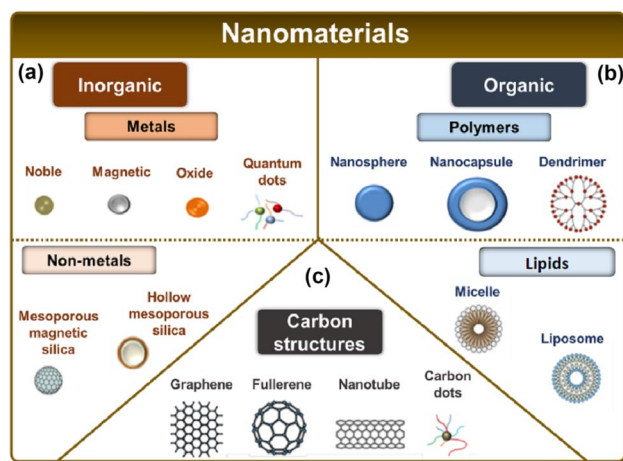 Nanomaterials
(a)
Inorganic
Metals
Noble
Magnetic
Oxide
Quantum
dots
Non-metals
Mesoporous
magnetic
silica
Hollow
mesoporous
silica
(b)
Organic
Polymers
Nanosphere
Nanocapsule
Dendrimer
Lipids
Micelle
Liposome
(c)
Carbon
structures
Graphene
Fullerene
Nanotube
Carbon
dots